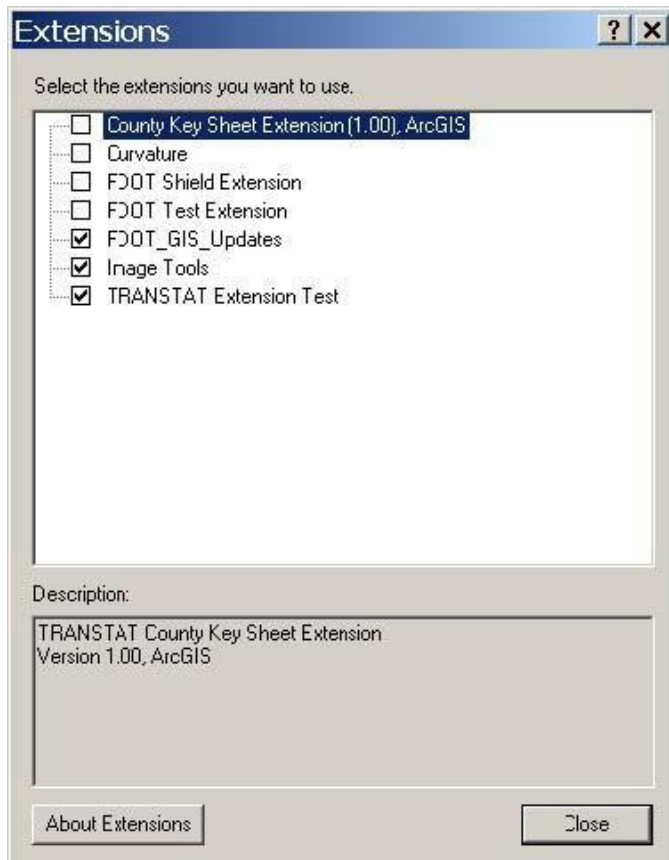 Extensions
Select the extensions you want to use.
County Key Sheet Extension (1.00), ArcGIS
Curvature
FDOT Shield Extension
FDOT Test Extension
FDOT_GIS_Updates
Image Tools
TRANSTAT Extension Test
Description:
TRANSTAT County Key Sheet Extension
Version 1.00, ArcGIS
About Extensions
Close